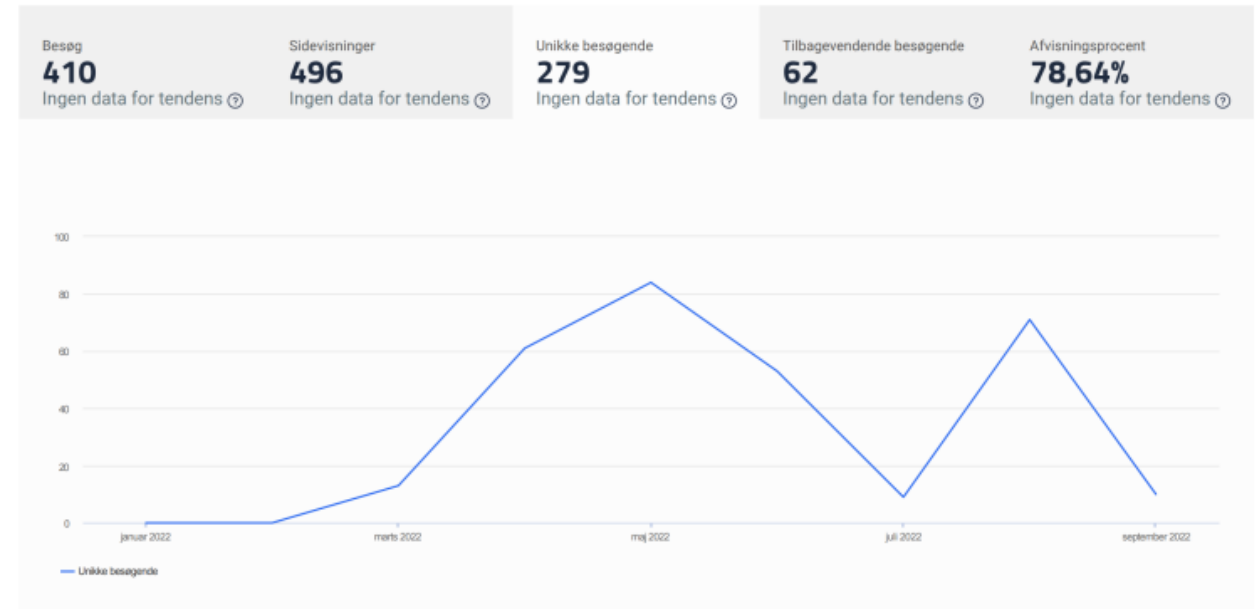 Besøg
410
Ingen data for tendens ?
Sidevisninger
496
Ingen data for tendens ?
Unikke besøgende
279
Ingen data for tendens ?
Tilbagevendende besøgende
62
Ingen data for tendens ?
Afvisningsprocent
78,64%
Ingen data for tendens ?
100
80
60
40
20
0
januar 2022 marts 2022 maj 2022 juli 2022 september 2022
Unikke besøgende